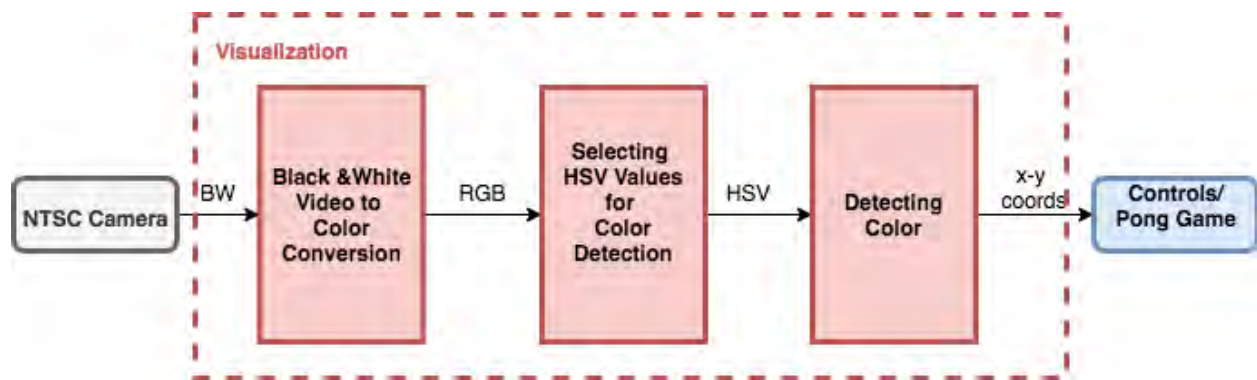 Visualization
NTSC Camera
BW
Black &White
Video to
Color
Conversion
RGB
Selecting
HSV Values
for
Color
Detection
HSV
Detecting
Color
x-y
coords
Controls/
Pong Game